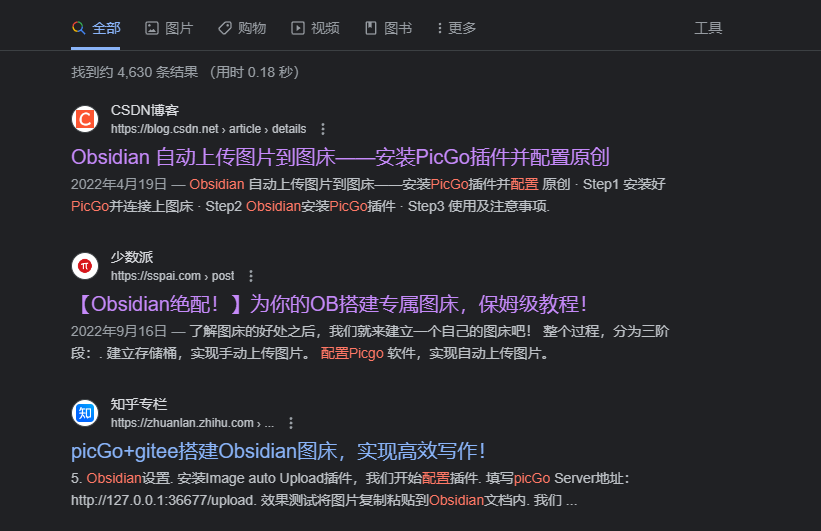 全部 图片 购物 视频 图书 更多 工具
找到约 4,630 条结果 （用时 0.18 秒）
CSDN博客
https://blog.csdn.net › article › details
Obsidian 自动上传图片到图床——安装PicGo插件并配置原创
2022年4月19日 — Obsidian 自动上传图片到图床——安装PicGo插件并配置 原创 · Step1 安装好
PicGo并连接上图床 · Step2 Obsidian安装PicGo插件 · Step3 使用及注意事项.
少数派
https://sspai.com › post
【Obsidian绝配！】为你的OB搭建专属图床，保姆级教程！
2022年9月16日 — 了解图床的好处之后，我们就来建立一个自己的图床吧！ 整个过程，分为三阶
段：. 建立存储桶，实现手动上传图片。 配置Picgo 软件，实现自动上传图片。
知
知乎专栏
https://zhuanlan.zhihu.com › ...
picGo+gitee搭建Obsidian图床，实现高效写作！
5. Obsidian设置. 安装Image auto Upload插件，我们开始配置插件. 填写picGo Server地址：
http://127.0.0.1:36677/upload. 效果测试将图片复制粘贴到Obsidian文档内. 我们 ...